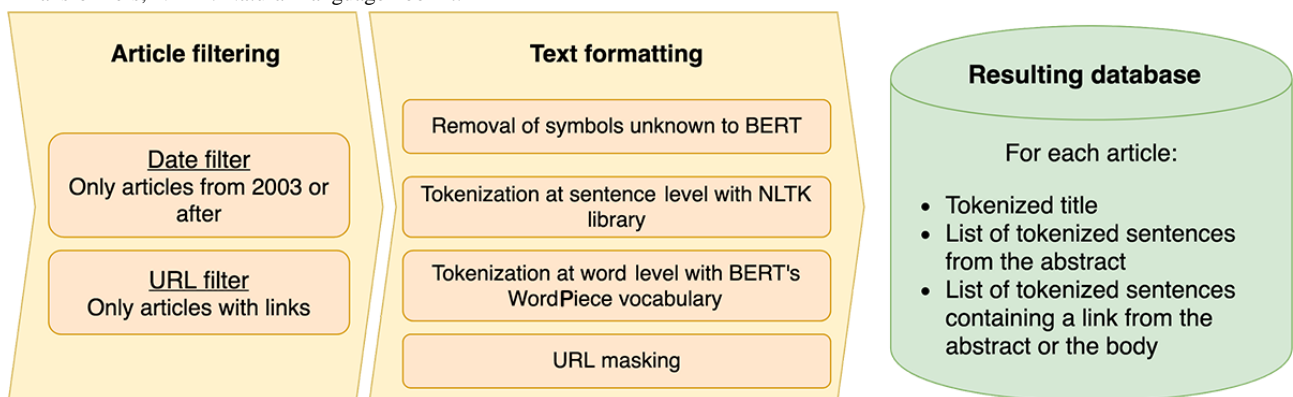 Article filtering
Date filter
Only articles from 2003 or
after
URL filter
Only articles with links
Text formatting
Removal of symbols unknown to BERT
Tokenization at sentence level with NLTK
library
Tokenization at word level with BERT's
WordPiece vocabulary
URL masking
Resulting database
For each article:
• Tokenized title
• List of tokenized sentences
from the abstract
• List of tokenized sentences
containing a link from the
abstract or the body